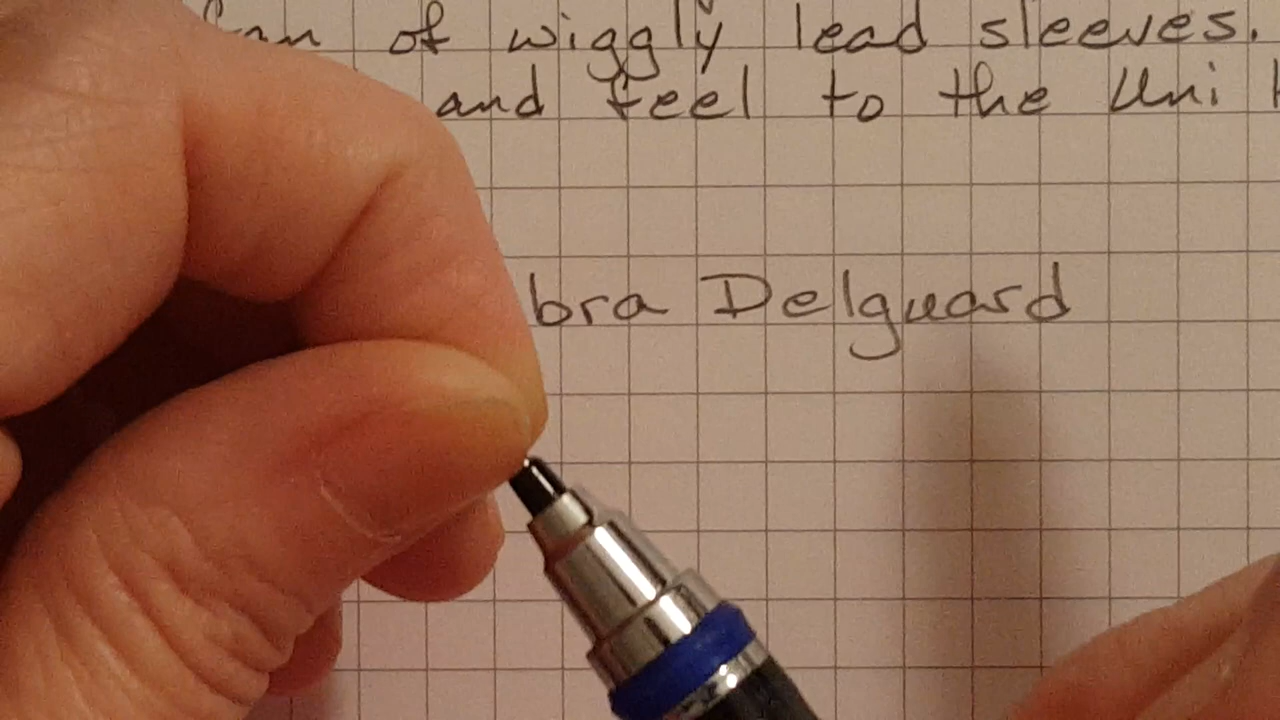 of wiggly lead sleeves.
and feel to the Uni
bra Delguard